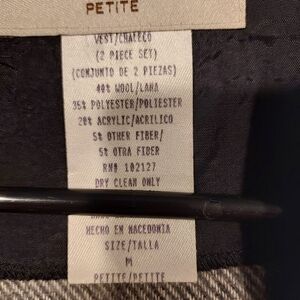 PETITE
VEST/CHALECO
(2 PIECE SET)
(CONJUNTO DE 2 PIEZAS)
40% WOOL/LANA
35% POLYESTER/POLIESTER
20% ACRYLIC/ACRILICO
5% OTHER FIBER/
5% OTRA FIBER
RN# 102127
DRY CLEAN ONLY
HECHO EN MACEDONIA
SIZE/TALLA
M
PETITE/PETITE